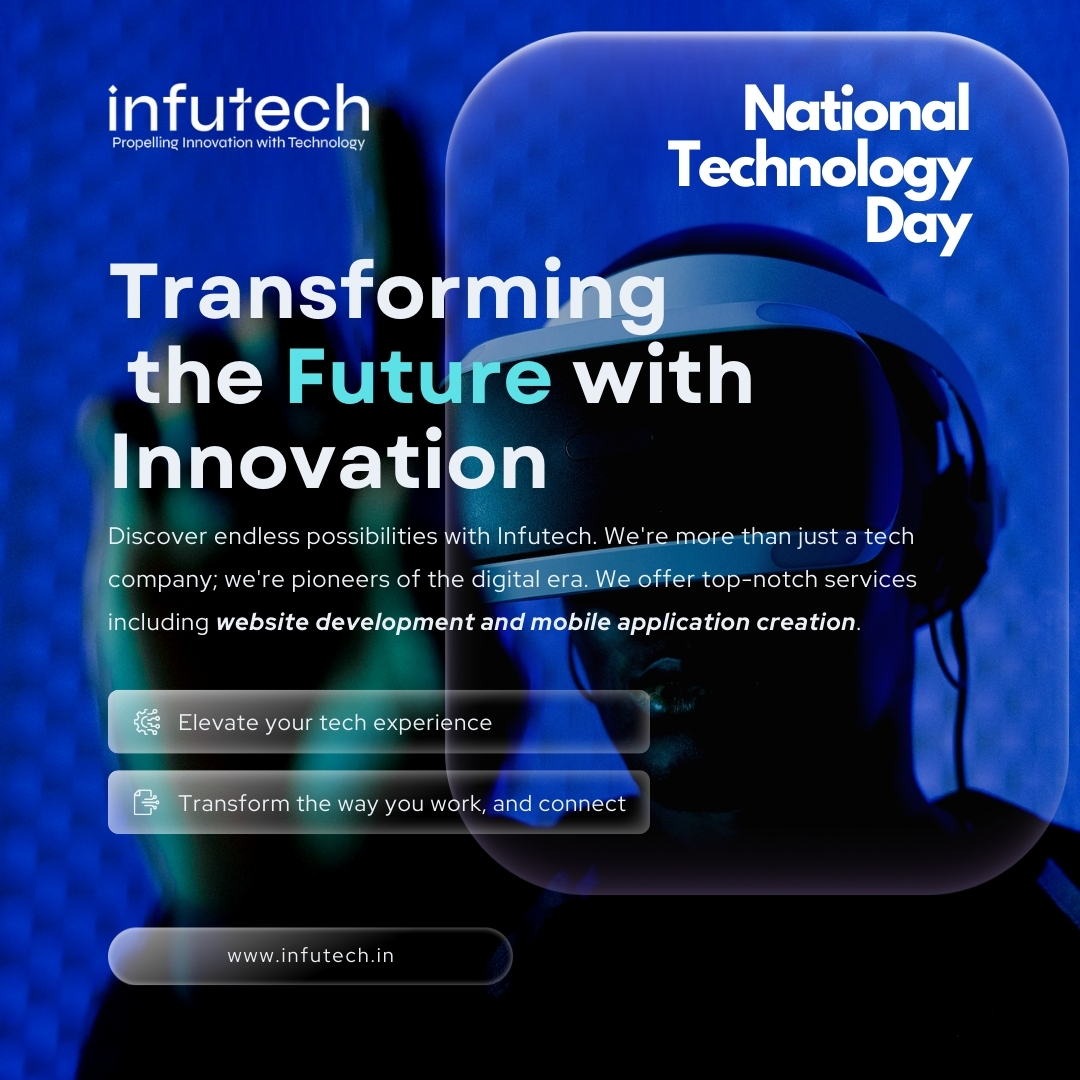 infutech
Propelling Innovation with Technology
National
Technology
Day
Transforming
the Future with
Innovation
Discover endless possibilities with Infutech. We're more than just a tech
company; we're pioneers of the digital era. We offer top-notch services
including website development and mobile application creation.
Elevate your tech experience
Transform the way you work, and connect
www.infutech.in